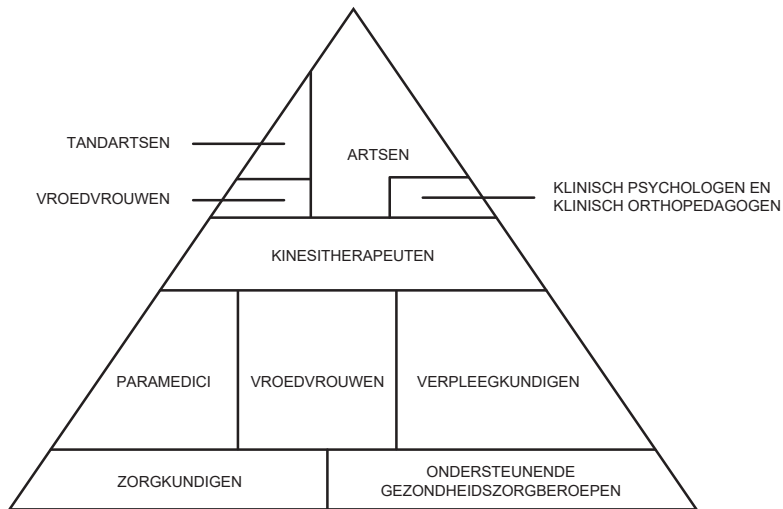 TANDARTSEN
ARTSEN
VROEDVROUWEN
KLINISCH PSYCHOLOGEN EN
KLINISCH ORTHOPEDAGOGEN
KINESITHERAPEUTEN
PARAMEDICI
VROEDVROUWEN
VERPLEEGKUNDIGEN
ZORGKUNDIGEN
ONDERSTEUNENDE
GEZONDHEIDSZORGBEROEPEN